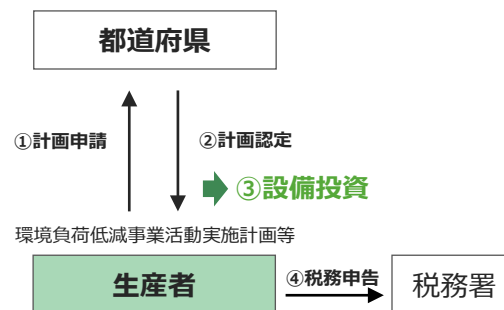 都道府県
①計画申請
②計画認定
③設備投資
環境負荷低減事業活動実施計画等
生産者
④税務申告
税務署